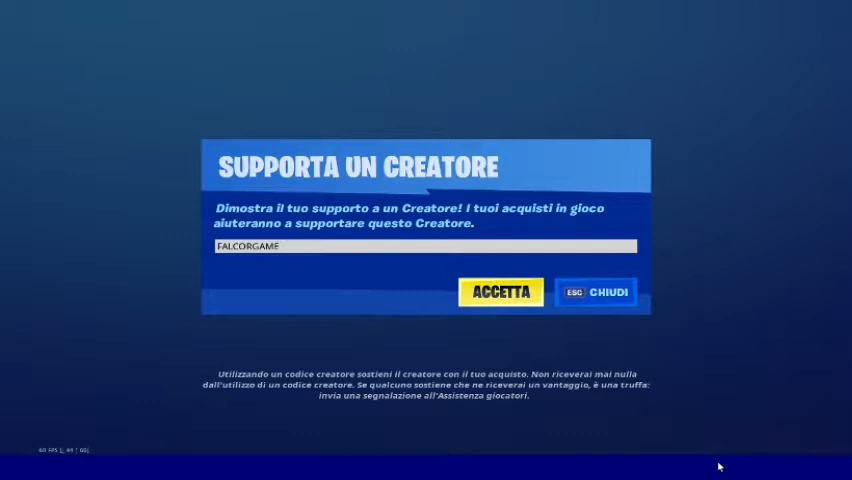 SUPPORTA UN CREATORE
Dimostra il tuo supporto a un Creatore! I tuoi acquisti in gioco
aiuteranno a supportare questo Creatore.
FALCORGAME
ACCETTA
ESC CHIUDI
Utilizzando un codice creatore sostieni il creatore con il tuo acquisto. Non riceverai mai nulla
dall'utilizzo di un codice creatore. Se qualcuno sostiene che ne riceverai un vantaggio, è una truffa:
invia una segnalazione all'Assistenza giocatori.
60 FPS